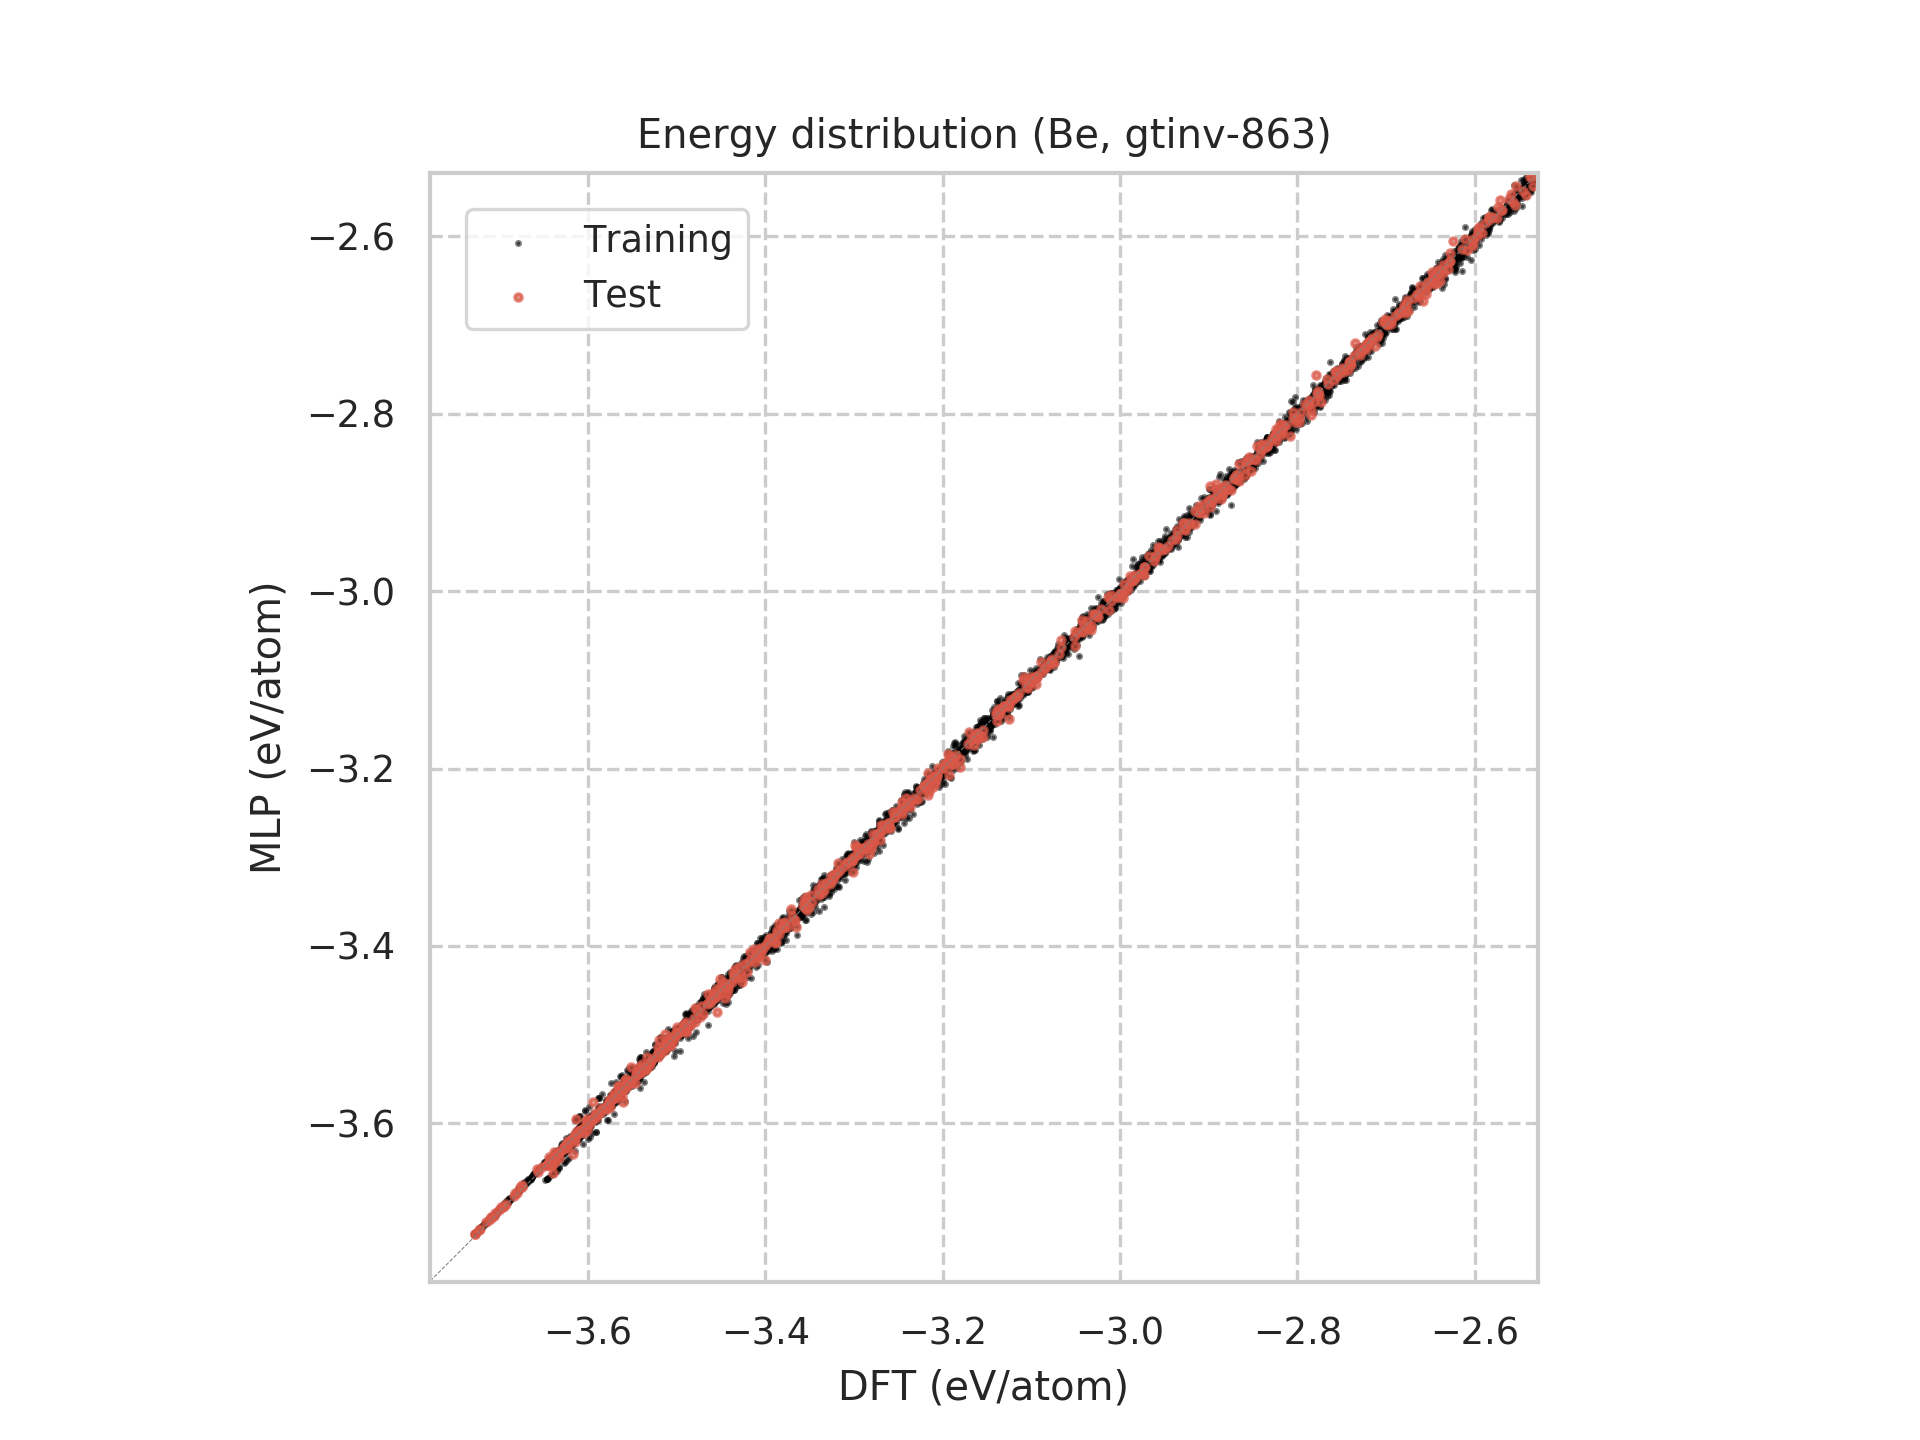 Energy distribution (Be, gtinv-863)
Training
Test
−2.6
−2.8
−3.0
−3.2
−3.4
−3.6
MLP (eV/atom)
−3.6 −3.4 −3.2 −3.0 −2.8 −2.6
DFT (eV/atom)